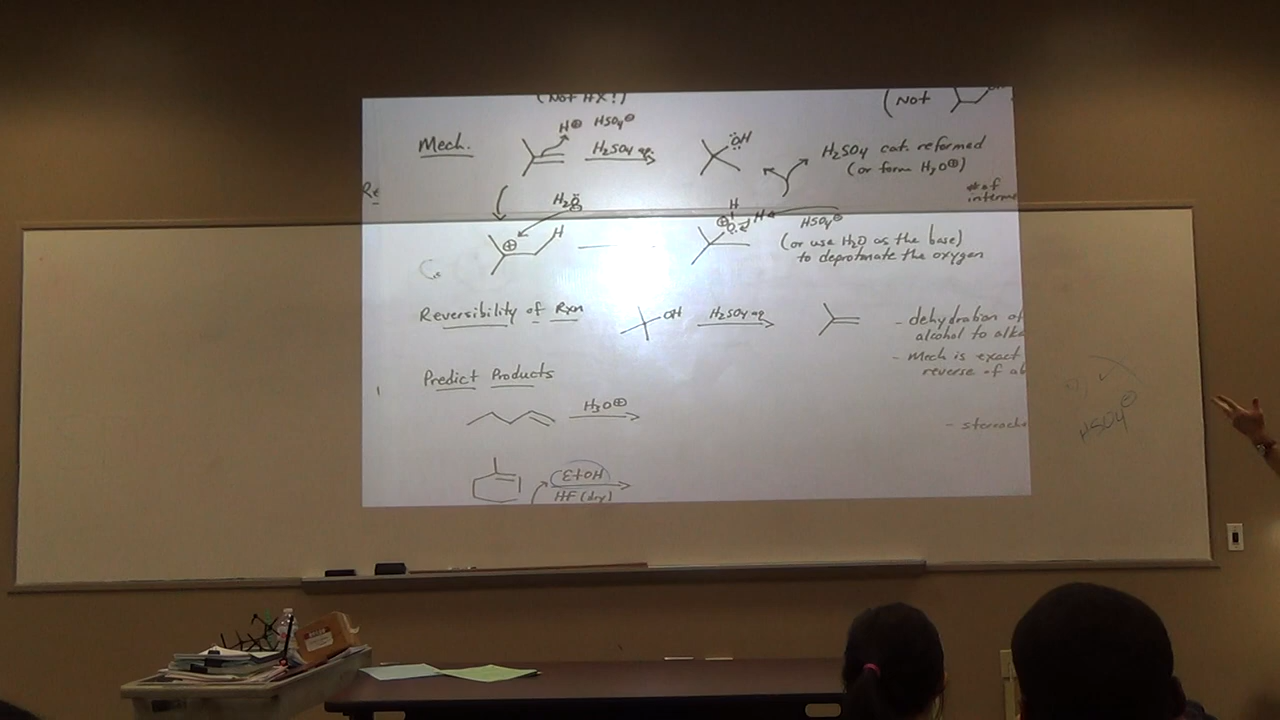 (Not HX!)
(Not
H⊕ HSO₄⊖
Mech.
H₂SO₄ aq.
ÖH
H₂SO₄ cat. reformed
(or form H₃O⊕)
# of
H₂Ö
H
⊕
H
⊕
H
HSO₄⊖
(or use H₂O as the base)
to deprotonate the oxygen
Reversibility of Rxn
OH
H₂SO₄ aq
- dehydration of
alcohol to alke
- Mech is exact
reverse of ab
Predict Products
H₃O⊕
EtOH
HF (dry)
HSO₄⊖